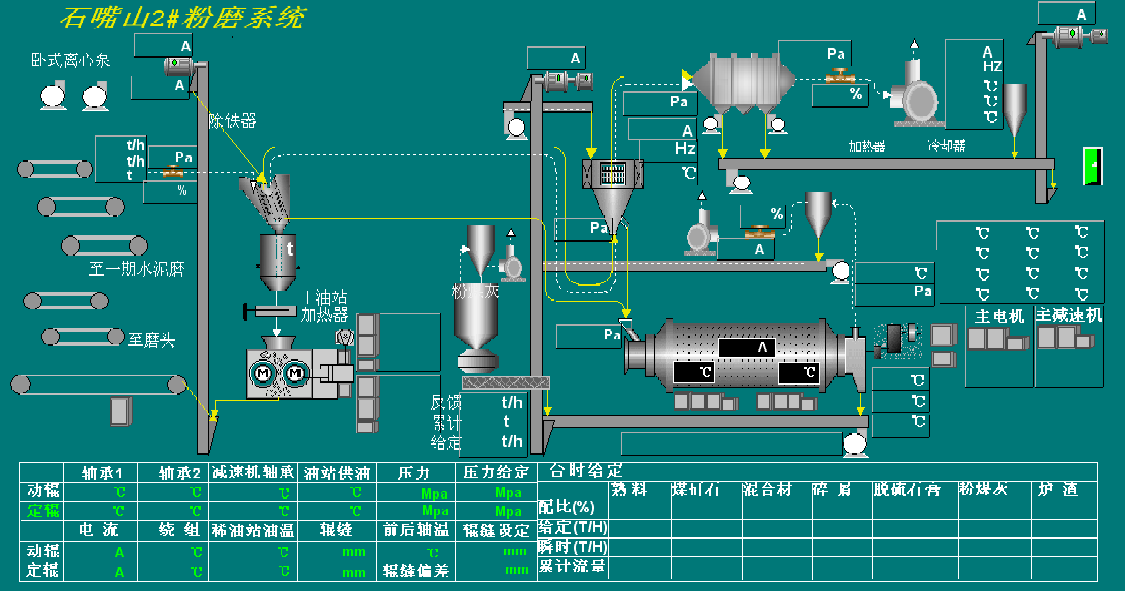 石嘴山2#粉磨系统
A
A
卧式离心泵
A
A
除铁器
t/h
t/h
t
Pa
%
Pa
A
Hz
℃
Pa
Pa
%
A
HZ
℃
℃
℃
加热器
冷却器
%
A
t
油站
加热器
粉煤灰
Pa
℃
Pa
℃ ℃ ℃
℃ ℃ ℃
℃ ℃ ℃
℃ ℃ ℃
主电机
主减速机
至一期水泥磨
至磨头
M
M
Pa
A
℃
℃
℃
℃
℃
反馈 t/h
累计 t
给定 t/h
轴承1 轴承2 减速机轴承 油站供油 压力 压力给定
动辊 ℃ ℃ ℃ ℃ Mpa Mpa
定辊 ℃ ℃ ℃ ℃ Mpa Mpa
电流 绕组 稀油站油温 辊缝 前后轴温 辊缝设定
动辊 A ℃ ℃ mm ℃ mm
定辊 A ℃ ℃ mm 辊缝偏差 mm
台时给定
熟料 煤矸石 混合材 碎屑 脱硫石膏 粉煤灰 炉渣
配比(%)
给定(T/H)
瞬时(T/H)
累计流量